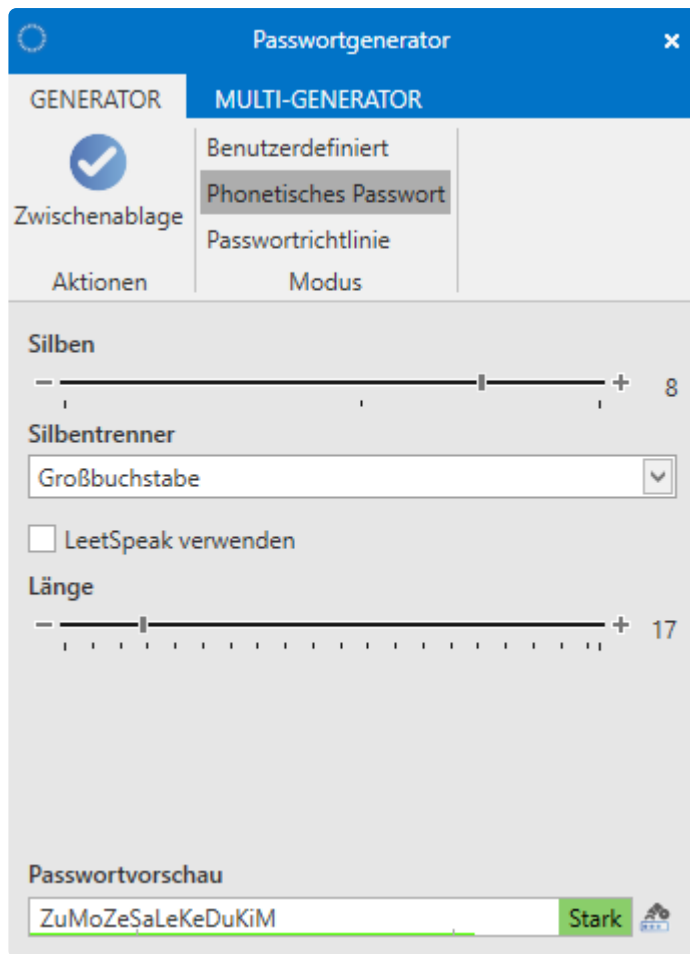 Passwortgenerator
GENERATOR MULTI-GENERATOR
Zwischenablage
Aktionen
Benutzerdefiniert
Phonetisches Passwort
Passwortrichtlinie
Modus
Silben
8
Silbentrenner
Großbuchstabe
LeetSpeak verwenden
Länge
17
Passwortvorschau
ZuMoZeSaLeKeDuKiM Stark